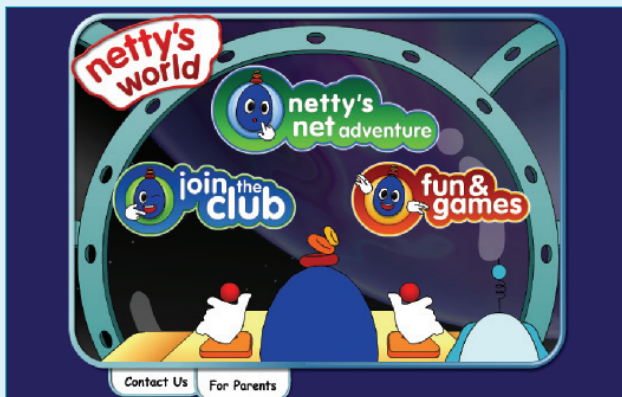 netty's
world
netty's
net adventure
join the
club
fun &
games
Contact Us
For Parents